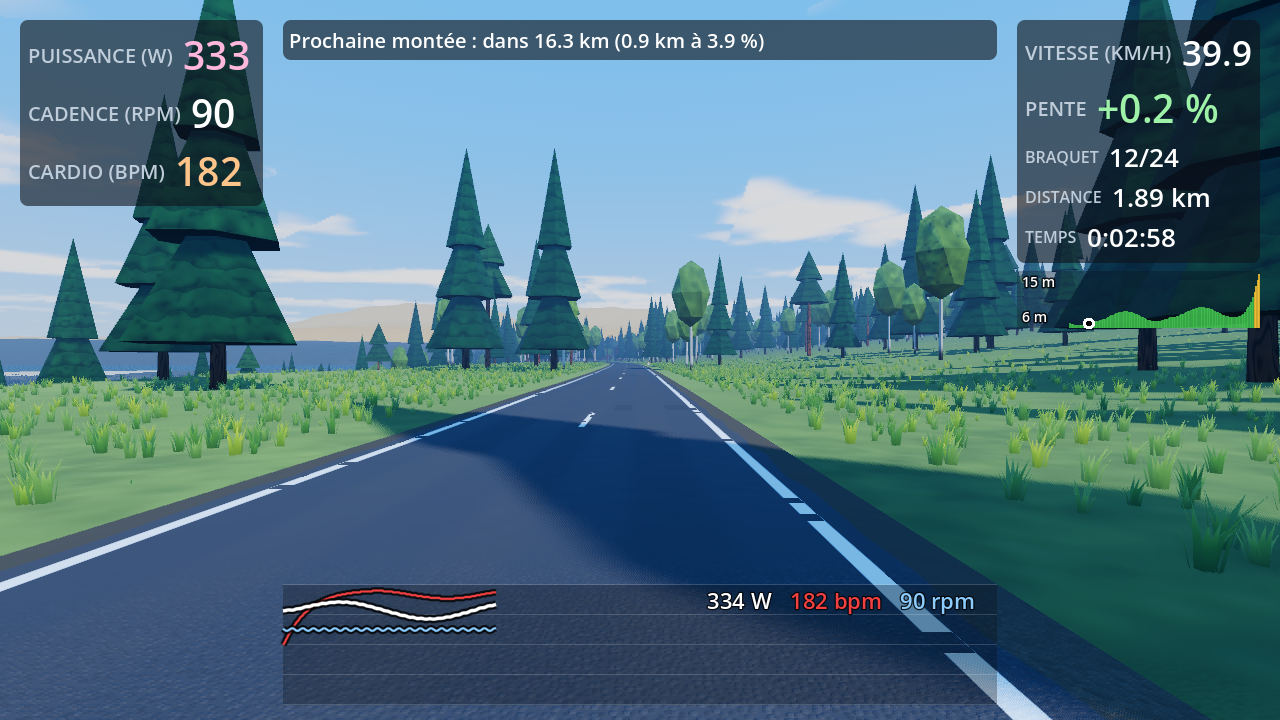 PUISSANCE (W) 333
CADENCE (RPM) 90
CARDIO (BPM) 182
Prochaine montée : dans 16.3 km (0.9 km à 3.9 %)
VITESSE (KM/H) 39.9
PENTE +0.2 %
BRAQUET 12/24
DISTANCE 1.89 km
TEMPS 0:02:58
15 m
6 m
334 W 182 bpm 90 rpm